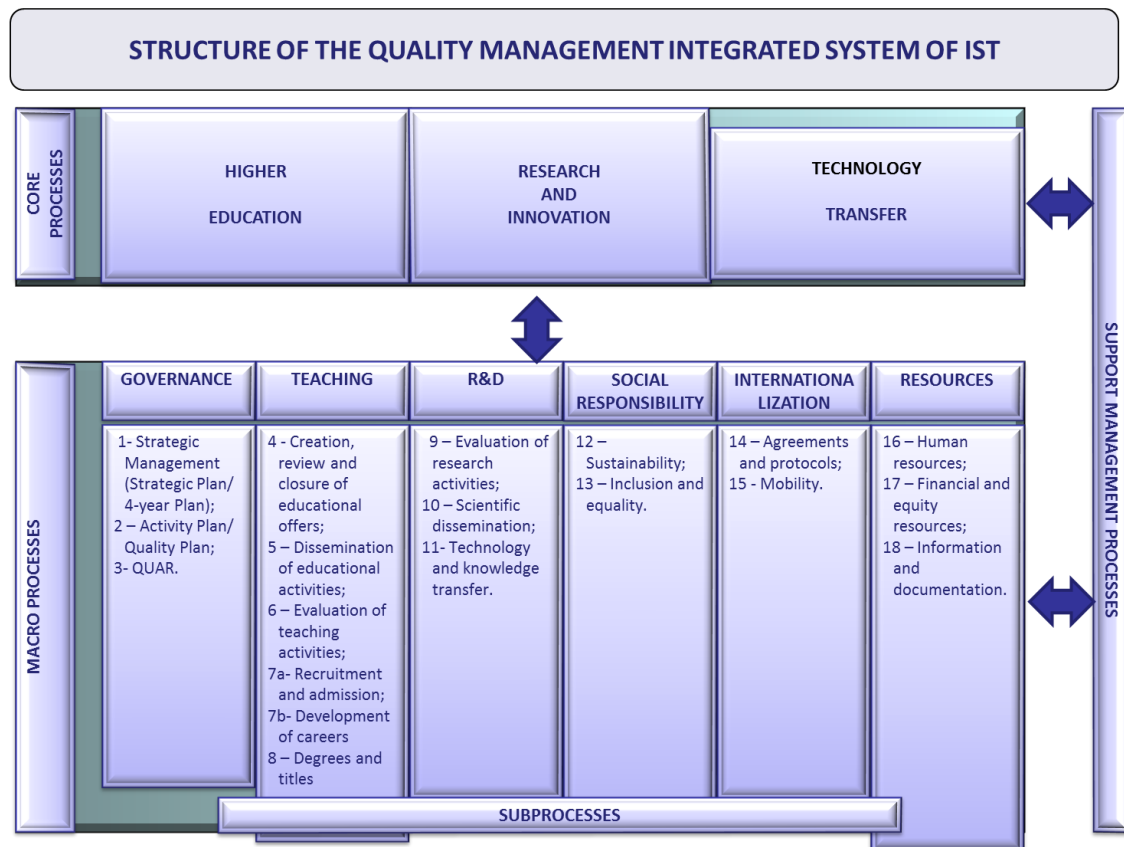 STRUCTURE OF THE QUALITY MANAGEMENT INTEGRATED SYSTEM OF IST
CORE
PROCESSES
HIGHER
EDUCATION
RESEARCH
AND
INNOVATION
TECHNOLOGY
TRANSFER
SUPPORT MANAGEMENT PROCESSES
MACRO PROCESSES
GOVERNANCE
1- Strategic
Management
(Strategic Plan/
4-year Plan);
2 – Activity Plan/
Quality Plan;
3- QUAR.
TEACHING
4 - Creation,
review and
closure of
educational
offers;
5 – Dissemination
of educational
activities;
6 – Evaluation of
teaching
activities;
7a- Recruitment
and admission;
7b- Development
of careers
8 – Degrees and
titles
R&D
9 – Evaluation of
research
activities;
10 – Scientific
dissemination;
11- Technology
and knowledge
transfer.
SOCIAL
RESPONSIBILITY
12 –
Sustainability;
13 – Inclusion and
equality.
INTERNATIONA
LIZATION
14 – Agreements
and protocols;
15 - Mobility.
RESOURCES
16 – Human
resources;
17 – Financial and
equity
resources;
18 – Information
and
documentation.
SUBPROCESSES